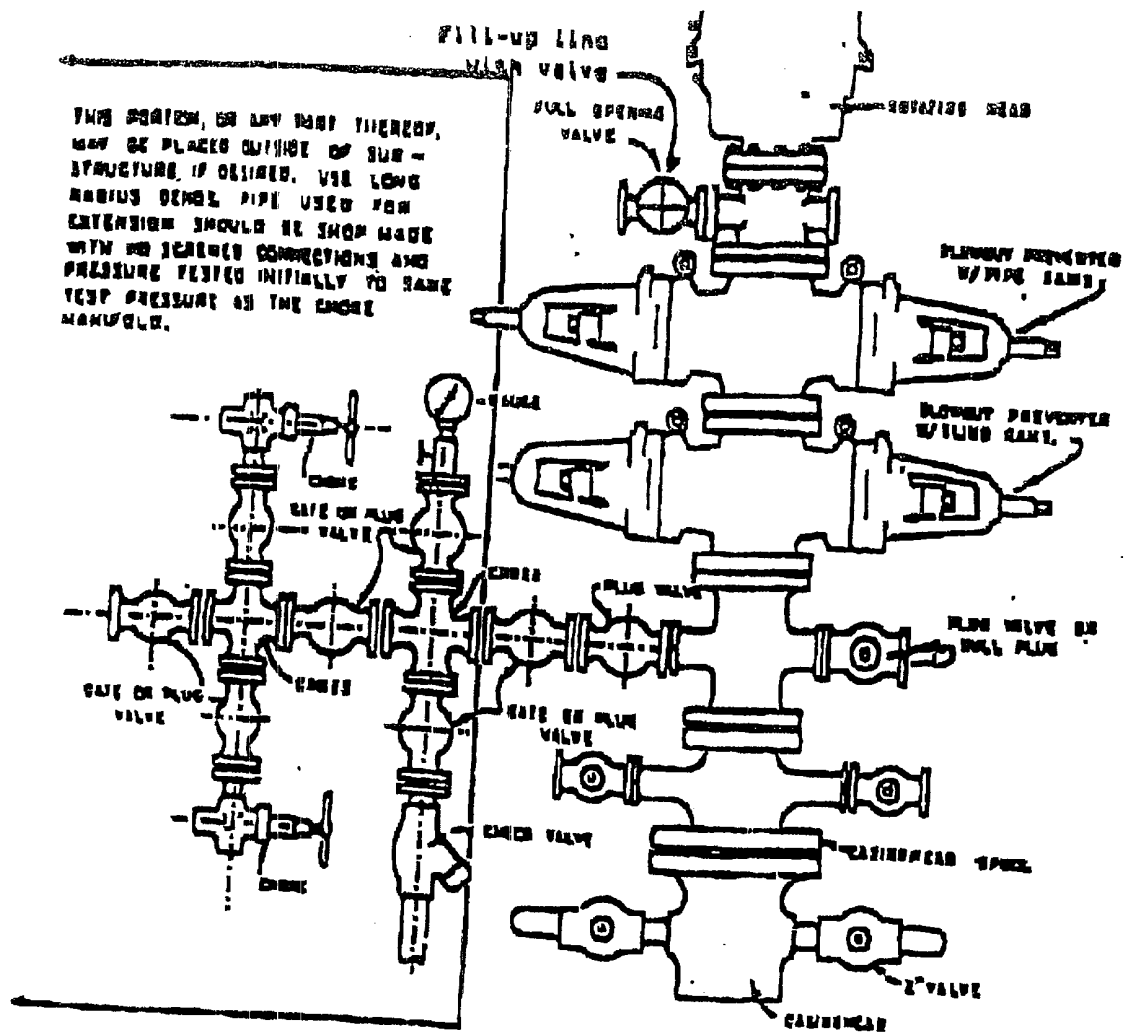 Fill-up line
with valve
FULL OPENING
VALVE
ROTATING HEAD
THIS PORTION, OR ANY PART THEREOF,
MAY BE PLACED OUTSIDE OF SUB-
STRUCTURE, IF DESIRED. USE LONG
RADIUS BENDS. PIPE USED FOR
EXTENSION SHOULD BE SHOP MADE
WITH NO SCREWED CONNECTIONS AND
PRESSURE TESTED INITIALLY TO SAME
TEST PRESSURE AS THE CHOKE
MANIFOLD.
BLOWOUT PREVENTER
W/PIPE RAMS
GAUGE
BLOWOUT PREVENTER
W/BLIND RAMS.
CHOKE
GATE OR PLUG
VALVE
CROSS
PLUG VALVE
PLUG VALVE OR
BULL PLUG
GATE OR PLUG
VALVE
CROSS
GATE OR PLUG
VALVE
CHECK VALVE
CASINGHEAD SPOOL
CHOKE
2" VALVE
CASINGHEAD